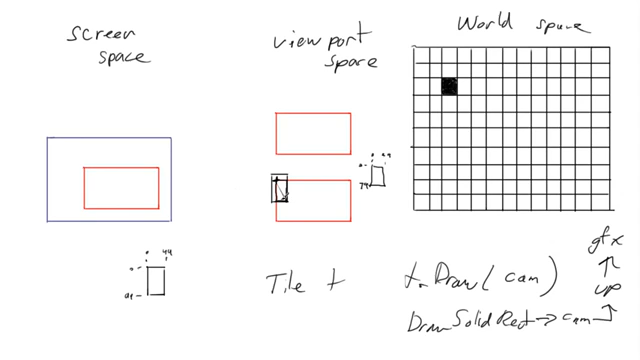 Screen
space
viewport
space
World space
Tile t
t.Draw( cam )
gfx
↑
vp
DrawSolidRect → cam